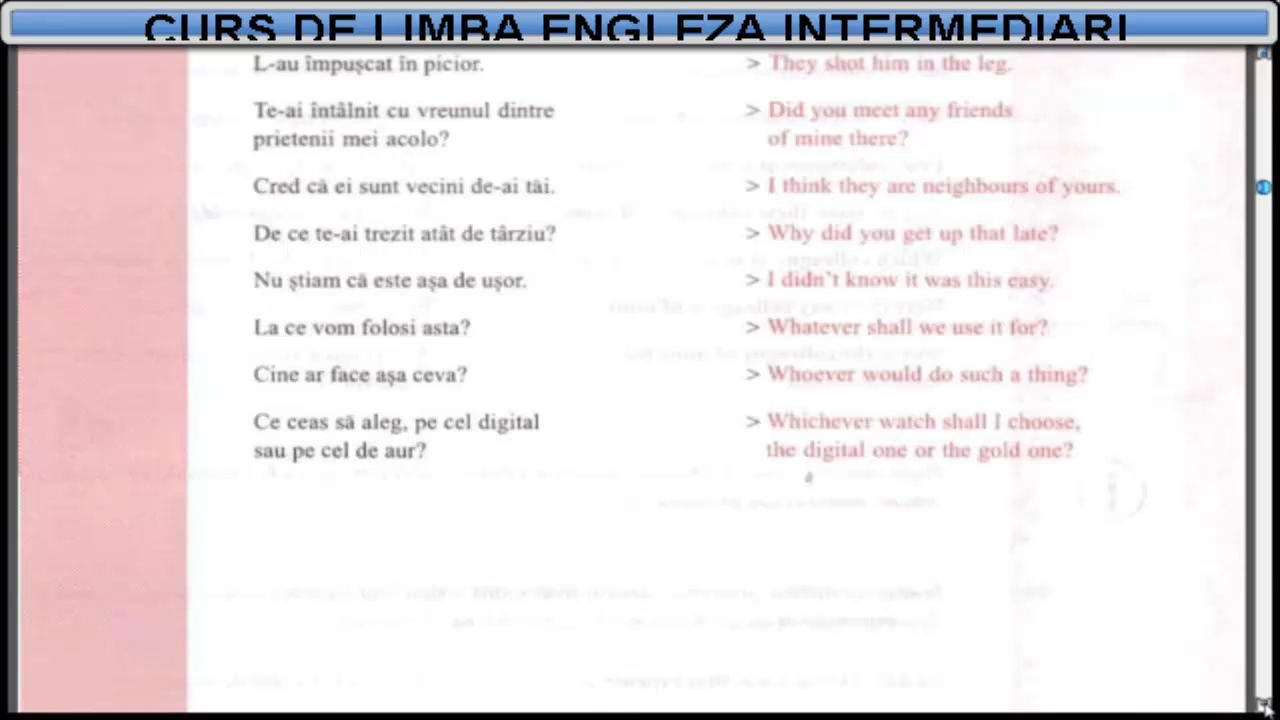 CURS DE LIMBA ENGLEZA INTERMEDIARI
L-au împuşcat în picior. > They shot him in the leg.
Te-ai întâlnit cu vreunul dintre > Did you meet any friends
prietenii mei acolo? of mine there?
Cred că ei sunt vecini de-ai tăi. > I think they are neighbours of yours.
De ce te-ai trezit atât de târziu? > Why did you get up that late?
Nu ştiam că este aşa de uşor. > I didn't know it was this easy.
La ce vom folosi asta? > Whatever shall we use it for?
Cine ar face aşa ceva? > Whoever would do such a thing?
Ce ceas să aleg, pe cel digital > Whichever watch shall I choose,
sau pe cel de aur? the digital one or the gold one?